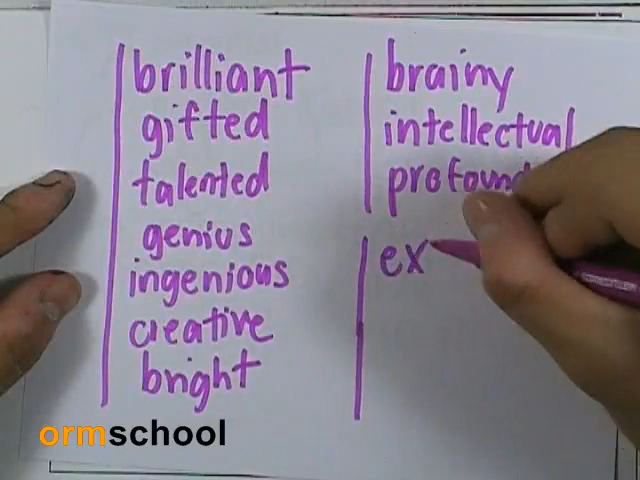 brilliant
gifted
talented
genius
ingenious
creative
bright
brainy
intellectual
profound
ex
ormschool